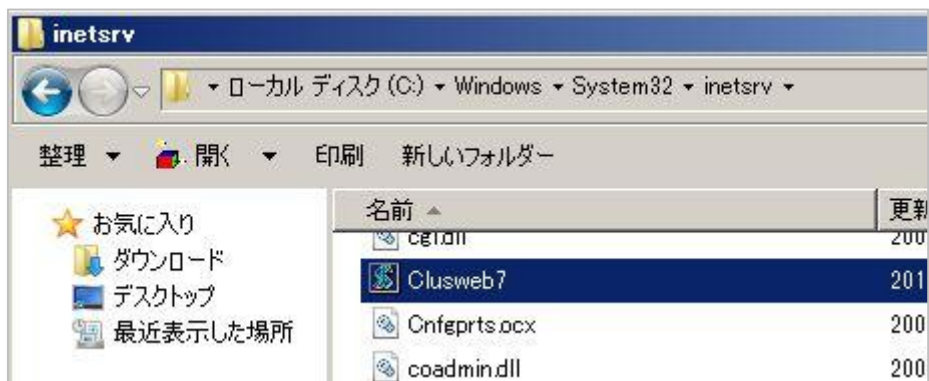 inetsrv
ローカル ディスク (C:) Windows System32 inetsrv
整理 開く 印刷 新しいフォルダー
お気に入り
ダウンロード
デスクトップ
最近表示した場所
名前 更新
cgi.dll 200
Clusweb7 201
Cnfgprts.ocx 200
coadmin.dll 200